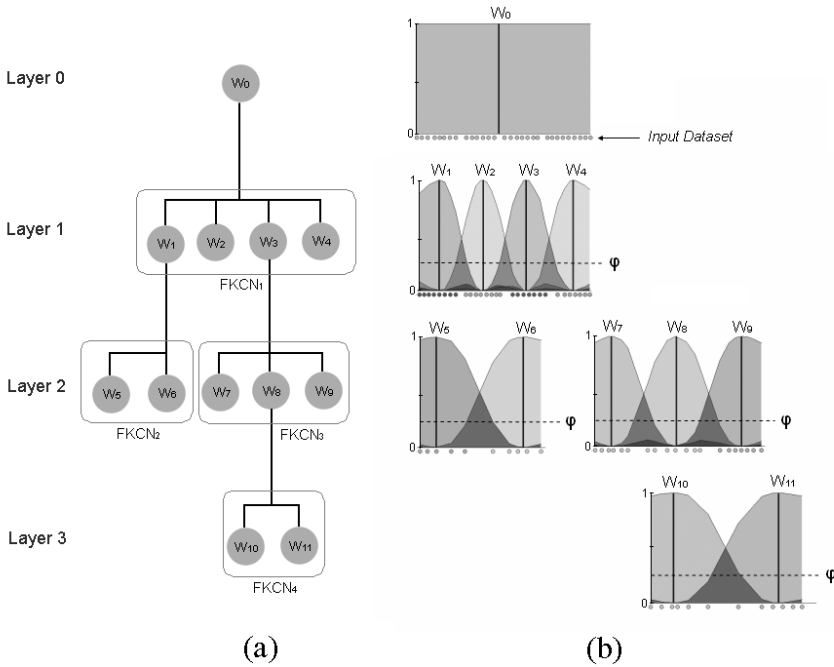 Layer 0
W₀
Layer 1
W₁ W₂ W₃ W₄
FKCN₁
Layer 2
W₅ W₆ W₇ W₈ W₉
FKCN₂ FKCN₃
Layer 3
W₁₀ W₁₁
FKCN₄
(a)
W₀
1
0
Input Dataset
W₁ W₂ W₃ W₄
1
φ
0
W₅ W₆
1
φ
0
W₇ W₈ W₉
1
φ
0
W₁₀ W₁₁
1
φ
0
(b)